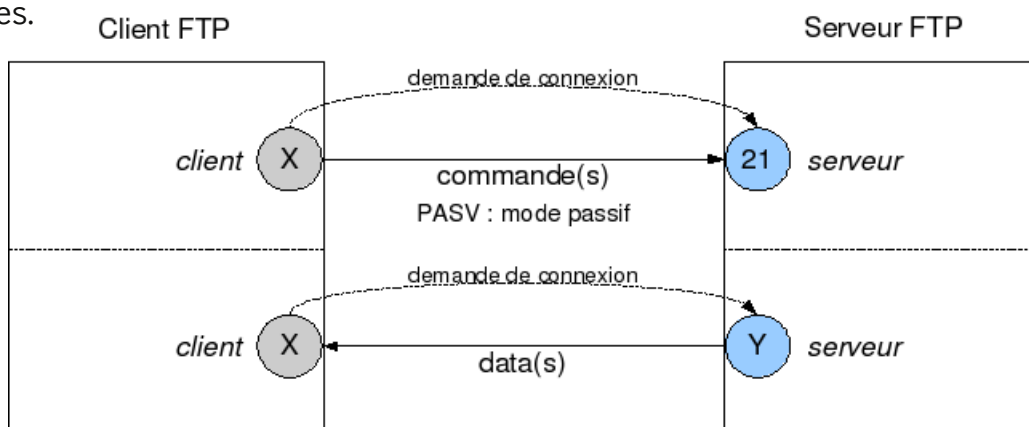 es.
Client FTP
Serveur FTP
demande de connexion
client
X
21
serveur
commande(s)
PASV : mode passif
demande de connexion
client
X
Y
serveur
data(s)